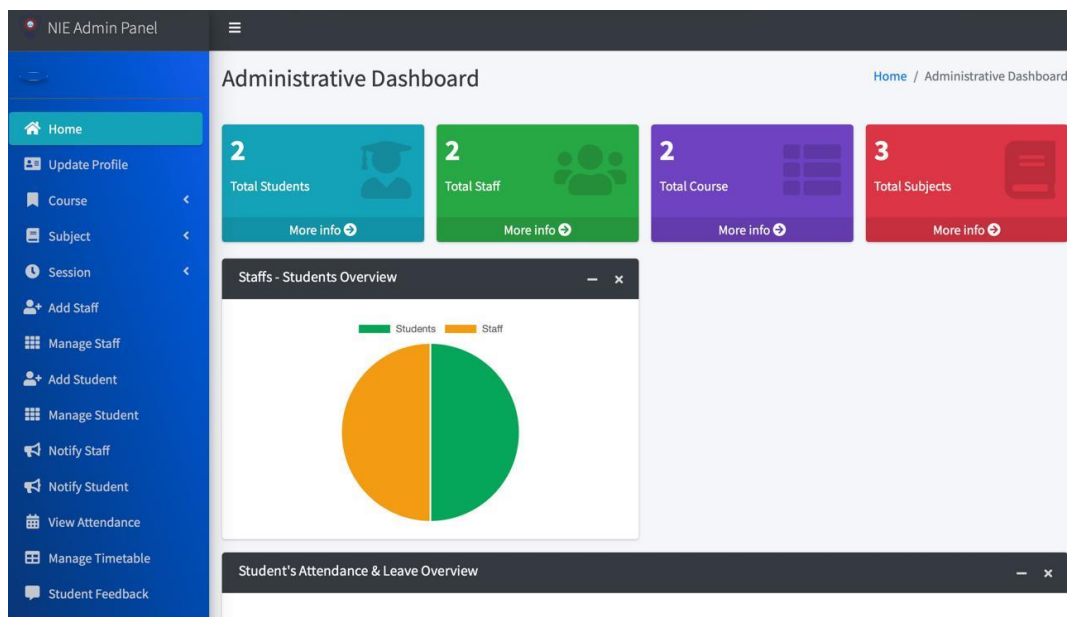 NIE Admin Panel
Home
Update Profile
Course
Subject
Session
Add Staff
Manage Staff
Add Student
Manage Student
Notify Staff
Notify Student
View Attendance
Manage Timetable
Student Feedback
Administrative Dashboard
Home / Administrative Dashboard
2
Total Students
More info
2
Total Staff
More info
2
Total Course
More info
3
Total Subjects
More info
Staffs - Students Overview
Students Staff
Student's Attendance & Leave Overview